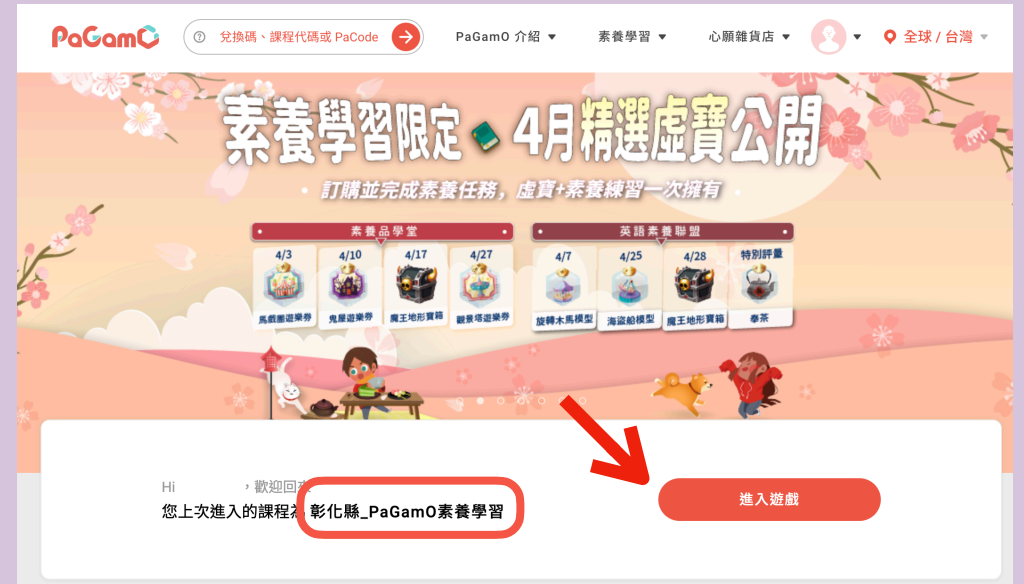 PaGamO
兌換碼、課程代碼或 PaCode
PaGamO 介紹
素養學習
心願雜貨店
全球 / 台灣
素養學習限定 4月精選虛寶公開
訂購並完成素養任務，虛寶+素養練習一次擁有
素養品學堂
4/3
4/10
4/17
4/27
馬戲團遊樂券
鬼屋遊樂券
魔王地形寶箱
觀景塔遊樂券
英語素養聯盟
4/7
4/25
4/28
特別評量
旋轉木馬模型
海盜船模型
魔王地形寶箱
奉茶
Hi ，歡迎回來
您上次進入的課程為 彰化縣_PaGamO素養學習
進入遊戲